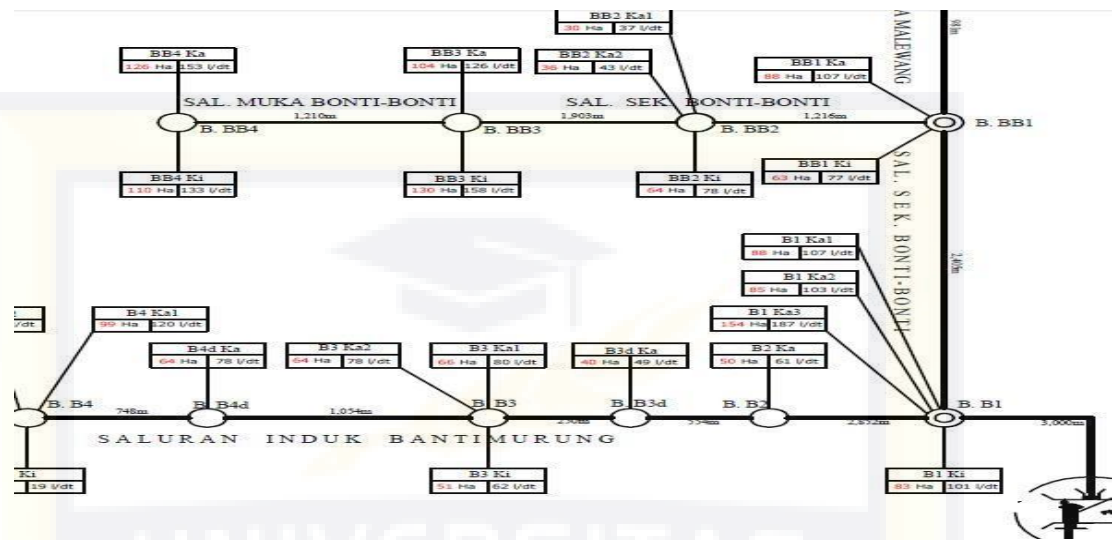 BB2 Ka1
30 Ha 37 l/dt
BB4 Ka
126 Ha 153 l/dt
BB3 Ka
104 Ha 126 l/dt
BB2 Ka2
36 Ha 43 l/dt
BB1 Ka
88 Ha 107 l/dt
AMALEWANG
981m
SAL. MUKA BONTI-BONTI
SAL. SEK. BONTI-BONTI
1,210m
1,903m
1,216m
B. BB4
B. BB3
B. BB2
B. BB1
BB4 Ki
110 Ha 133 l/dt
BB3 Ki
130 Ha 158 l/dt
BB2 Ki
64 Ha 78 l/dt
BB1 Ki
63 Ha 77 l/dt
SAL. SEK. BONTI-BONTI
B1 Ka1
88 Ha 107 l/dt
B1 Ka2
85 Ha 103 l/dt
B1 Ka3
154 Ha 187 l/dt
l/dt
B4 Ka1
99 Ha 120 l/dt
B4d Ka
64 Ha 78 l/dt
B3 Ka2
64 Ha 78 l/dt
B3 Ka1
66 Ha 80 l/dt
B3d Ka
40 Ha 49 l/dt
B2 Ka
50 Ha 61 l/dt
B. B4
B. B4d
B. B3
B. B3d
B. B2
B. B1
748m
1,054m
554m
2,852m
3,000m
SALURAN INDUK BANTIMURUNG
Ki
19 l/dt
B3 Ki
51 Ha 62 l/dt
B1 Ki
83 Ha 101 l/dt